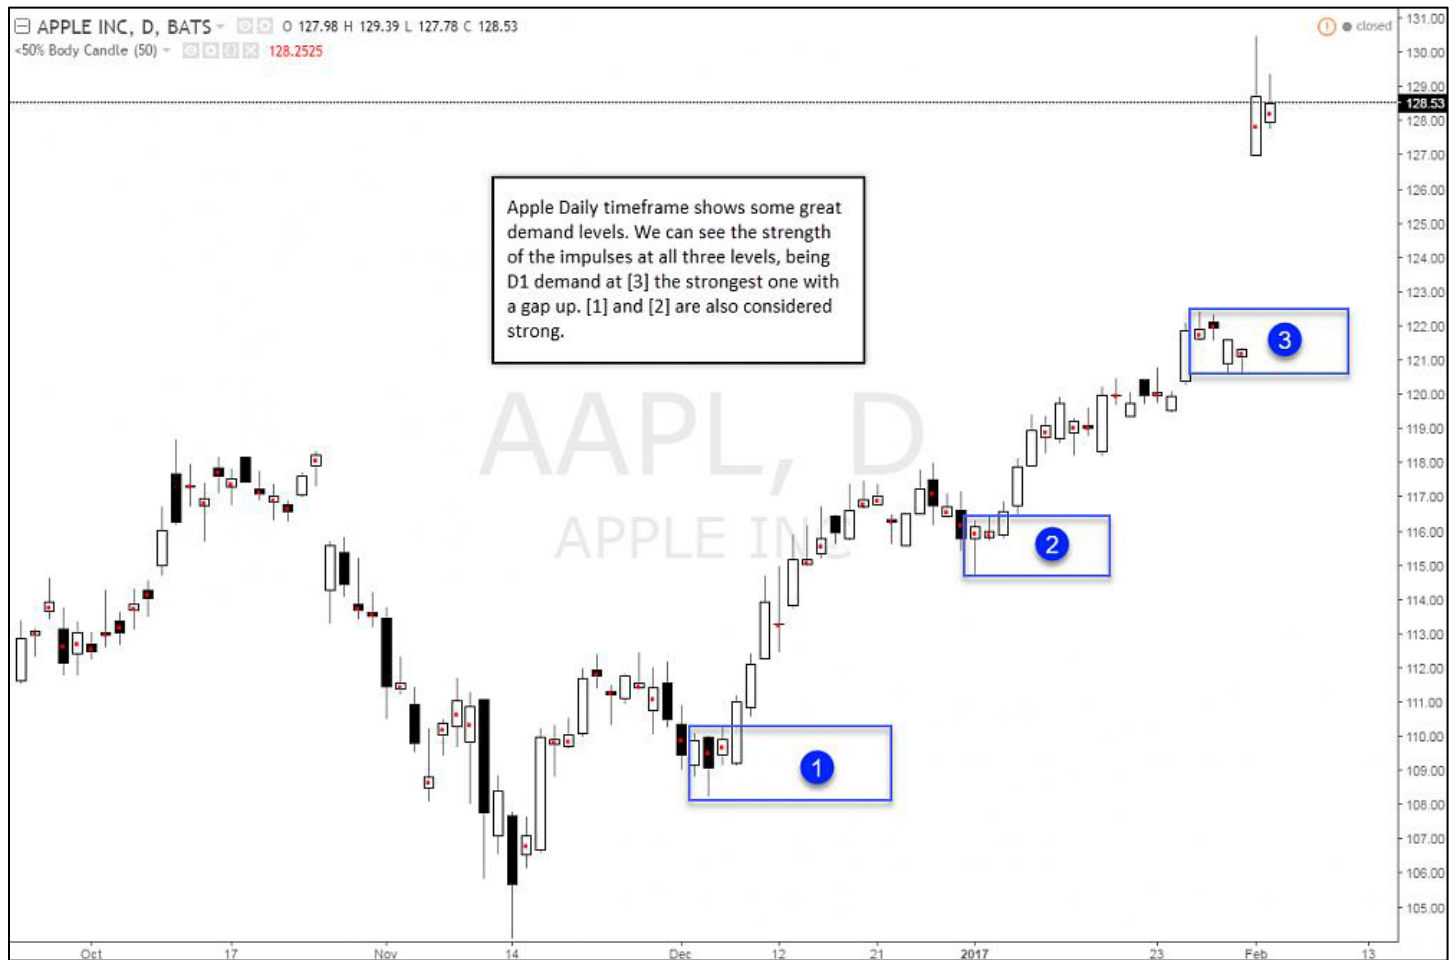 APPLE INC, D, BATS O 127.98 H 129.39 L 127.78 C 128.53
closed
<50% Body Candle (50) 128.2525
131.00
130.00
129.00
128.53
128.00
127.00
126.00
125.00
124.00
123.00
122.00
121.00
120.00
119.00
118.00
117.00
116.00
115.00
114.00
113.00
112.00
111.00
110.00
109.00
108.00
107.00
106.00
105.00
Apple Daily timeframe shows some great
demand levels. We can see the strength
of the impulses at all three levels, being
D1 demand at [3] the strongest one with
a gap up. [1] and [2] are also considered
strong.
3
AAPL, D
APPLE INC
2
1
Oct 17 Nov 14 Dec 12 21 2017 23 Feb 13